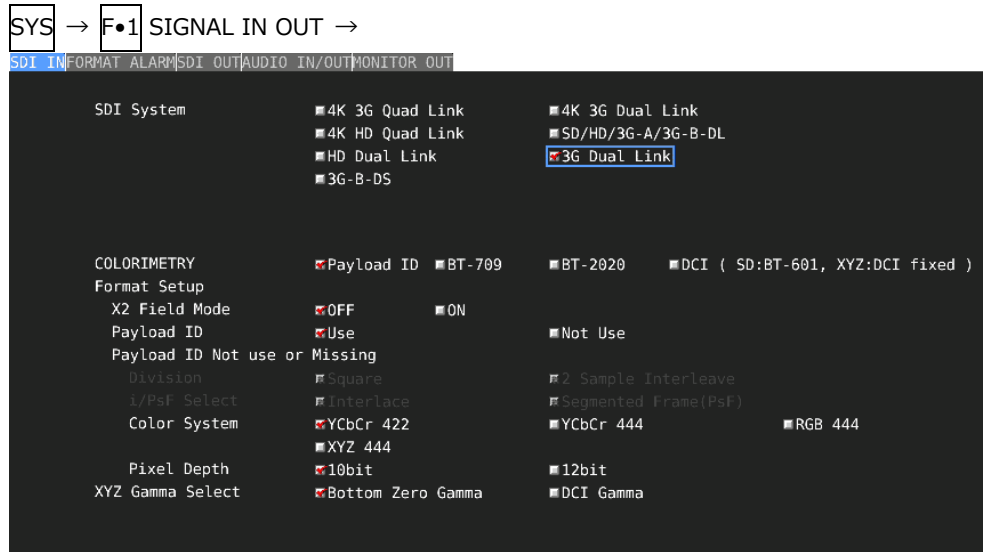 SYS → F•1 SIGNAL IN OUT →
SDI IN FORMAT ALARM SDI OUT AUDIO IN/OUT MONITOR OUT
SDI System 4K 3G Quad Link 4K 3G Dual Link
4K HD Quad Link SD/HD/3G-A/3G-B-DL
HD Dual Link 3G Dual Link
3G-B-DS
COLORIMETRY Payload ID BT-709 BT-2020 DCI ( SD:BT-601, XYZ:DCI fixed )
Format Setup
X2 Field Mode OFF ON
Payload ID Use Not Use
Payload ID Not use or Missing
Division Square 2 Sample Interleave
i/PsF Select Interlace Segmented Frame(PsF)
Color System YCbCr 422 YCbCr 444 RGB 444
XYZ 444
Pixel Depth 10bit 12bit
XYZ Gamma Select Bottom Zero Gamma DCI Gamma